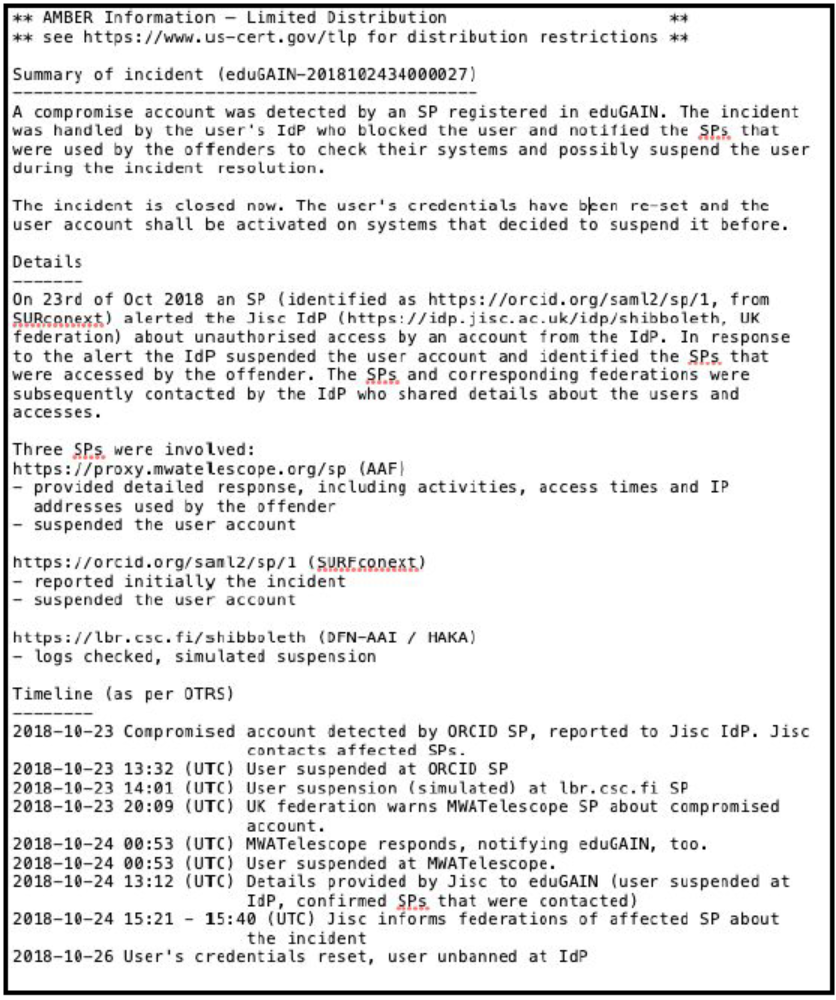 ** AMBER Information – Limited Distribution **
** see https://www.us-cert.gov/tlp for distribution restrictions **
Summary of incident (eduGAIN-2018102434000027)
-----------------------------------------------
A compromise account was detected by an SP registered in eduGAIN. The incident
was handled by the user's IdP who blocked the user and notified the SPs that
were used by the offenders to check their systems and possibly suspend the user
during the incident resolution.
The incident is closed now. The user's credentials have been re-set and the
user account shall be activated on systems that decided to suspend it before.
Details
-------
On 23rd of Oct 2018 an SP (identified as https://orcid.org/saml2/sp/1, from
SURconext) alerted the Jisc IdP (https://idp.jisc.ac.uk/idp/shibboleth, UK
federation) about unauthorised access by an account from the IdP. In response
to the alert the IdP suspended the user account and identified the SPs that
were accessed by the offender. The SPs and corresponding federations were
subsequently contacted by the IdP who shared details about the users and
accesses.
Three SPs were involved:
https://proxy.mwatelescope.org/sp (AAF)
– provided detailed response, including activities, access times and IP
addresses used by the offender
– suspended the user account
https://orcid.org/saml2/sp/1 (SURFconext)
– reported initially the incident
– suspended the user account
https://lbr.csc.fi/shibboleth (DFN-AAI / HAKA)
– logs checked, simulated suspension
Timeline (as per OTRS)
--------
2018-10-23 Compromised account detected by ORCID SP, reported to Jisc IdP. Jisc
contacts affected SPs.
2018-10-23 13:32 (UTC) User suspended at ORCID SP
2018-10-23 14:01 (UTC) User suspension (simulated) at lbr.csc.fi SP
2018-10-23 20:09 (UTC) UK federation warns MWATelescope SP about compromised
account.
2018-10-24 00:53 (UTC) MWATelescope responds, notifying eduGAIN, too.
2018-10-24 00:53 (UTC) User suspended at MWATelescope.
2018-10-24 13:12 (UTC) Details provided by Jisc to eduGAIN (user suspended at
IdP, confirmed SPs that were contacted)
2018-10-24 15:21 – 15:40 (UTC) Jisc informs federations of affected SP about
the incident
2018-10-26 User's credentials reset, user unbanned at IdP